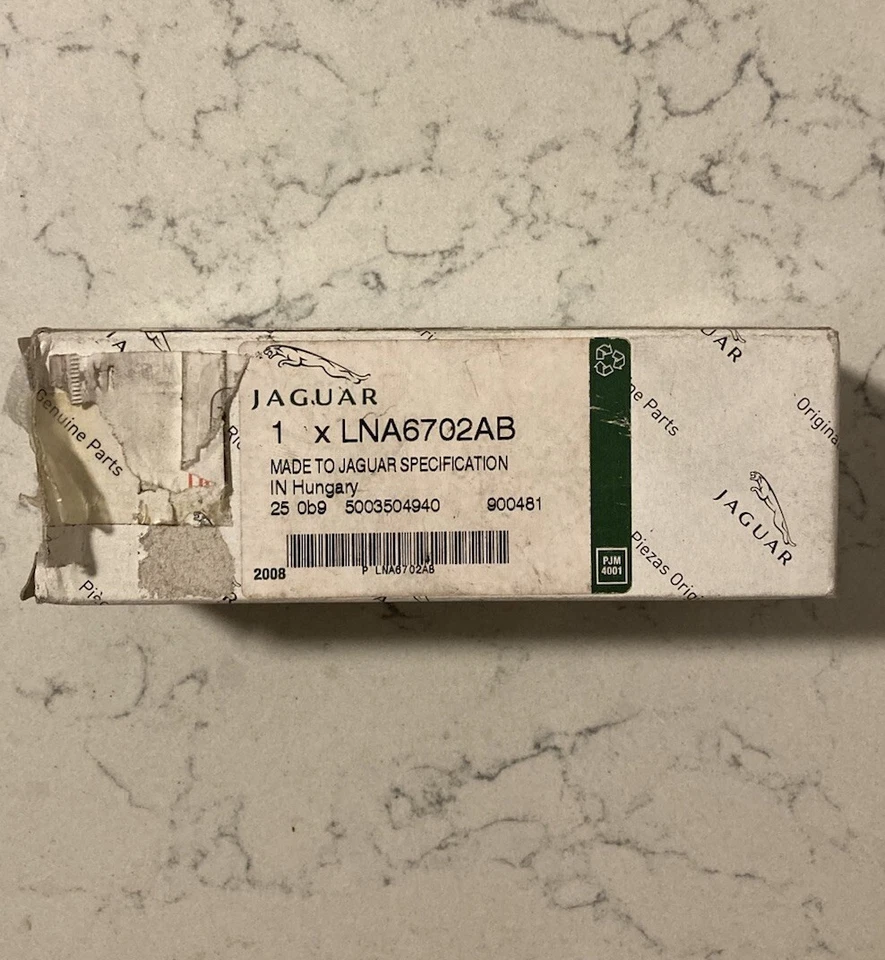 JAGUAR
1 x LNA6702AB
MADE TO JAGUAR SPECIFICATION
IN Hungary
25 0b9 5003504940 900481
P LNA6702AB
2008
PJM
4001
Genuine Parts
Parts
Origina
JAGUAR
Piezas Orig
AR